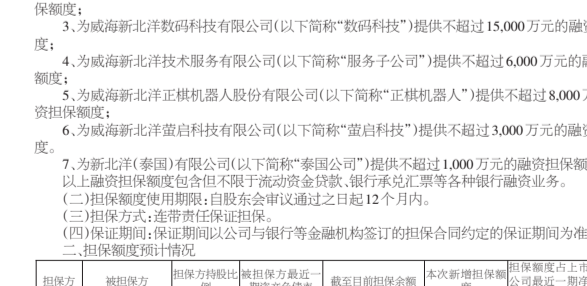 保额度；
3、为威海新北洋数码科技有限公司(以下简称“数码科技”)提供不超过15,000万元的融
度；
4、为威海新北洋技术服务有限公司(以下简称“服务子公司”)提供不超过6,000万元的
额度；
5、为威海新北洋正棋机器人股份有限公司(以下简称“正棋机器人”)提供不超过8,000
资担保额度；
6、为威海新北洋萤启科技有限公司(以下简称“萤启科技”)提供不超过3,000万元的融
度。
7、为新北洋(泰国)有限公司(以下简称“泰国公司”)提供不超过1,000万元的融资担保额
以上融资担保额度包含但不限于流动资金贷款、银行承兑汇票等各种银行融资业务。
(二)担保额度使用期限：自股东会审议通过之日起12个月内。
(三)担保方式：连带责任保证担保。
(四)保证期间：保证期间以公司与银行等金融机构签订的担保合同约定的保证期间为准
二、担保额度预计情况
担保方 被担保方 担保方持股比 被担保方最近一 截至目前担保余额 本次新增担保额 担保额度占上市
公司最近一期净